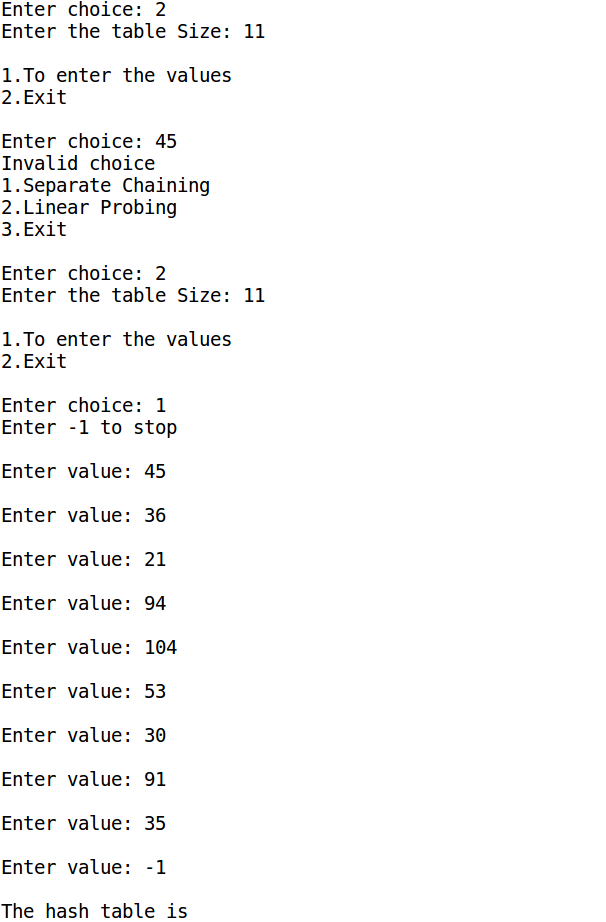 Enter choice: 2
Enter the table Size: 11
1.To enter the values
2.Exit
Enter choice: 45
Invalid choice
1.Separate Chaining
2.Linear Probing
3.Exit
Enter choice: 2
Enter the table Size: 11
1.To enter the values
2.Exit
Enter choice: 1
Enter -1 to stop
Enter value: 45
Enter value: 36
Enter value: 21
Enter value: 94
Enter value: 104
Enter value: 53
Enter value: 30
Enter value: 91
Enter value: 35
Enter value: -1
The hash table is